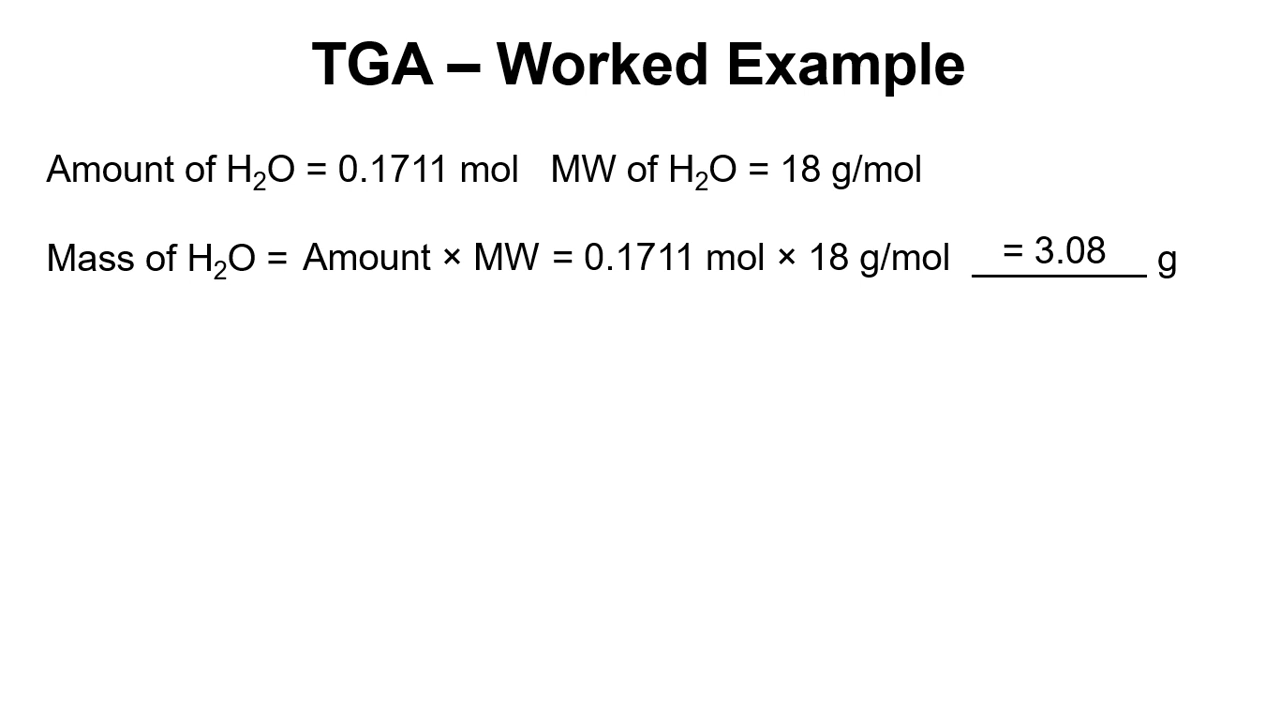 TGA – Worked Example
Amount of H₂O = 0.1711 mol MW of H₂O = 18 g/mol
Mass of H₂O = Amount × MW = 0.1711 mol × 18 g/mol = 3.08 g